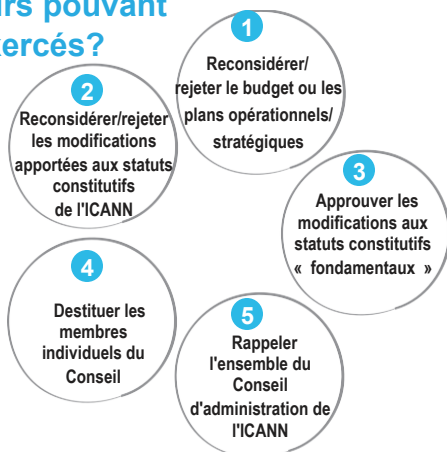 rs pouvant
ercés?
1
Reconsidérer/
rejeter le budget ou les
plans opérationnels/
stratégiques
2
Reconsidérer/rejeter
les modifications
apportées aux statuts
constitutifs
de l'ICANN
3
Approuver les
modifications aux
statuts constitutifs
« fondamentaux »
4
Destituer les
membres
individuels du
Conseil
5
Rappeler
l'ensemble du
Conseil
d'administration de
l'ICANN